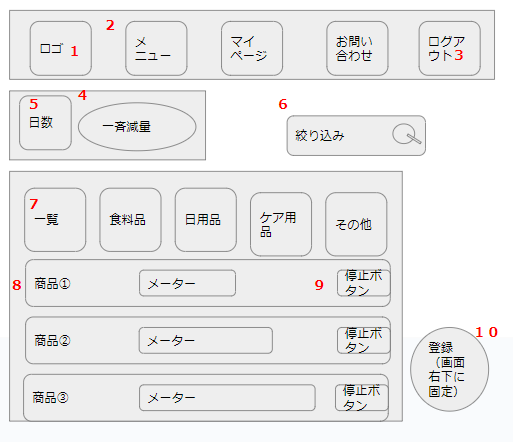 2
ロゴ 1
メ
ニュー
マイ
ページ
お問い
合わせ
ログア
ウト3
5
日数
4
一斉減量
6
絞り込み
7
一覧
食料品
日用品
ケア用
品
その他
8
商品①
メーター
9
停止ボ
タン
商品②
メーター
停止ボ
タン
商品③
メーター
停止ボ
タン
10
登録
（画面
右下に
固定）